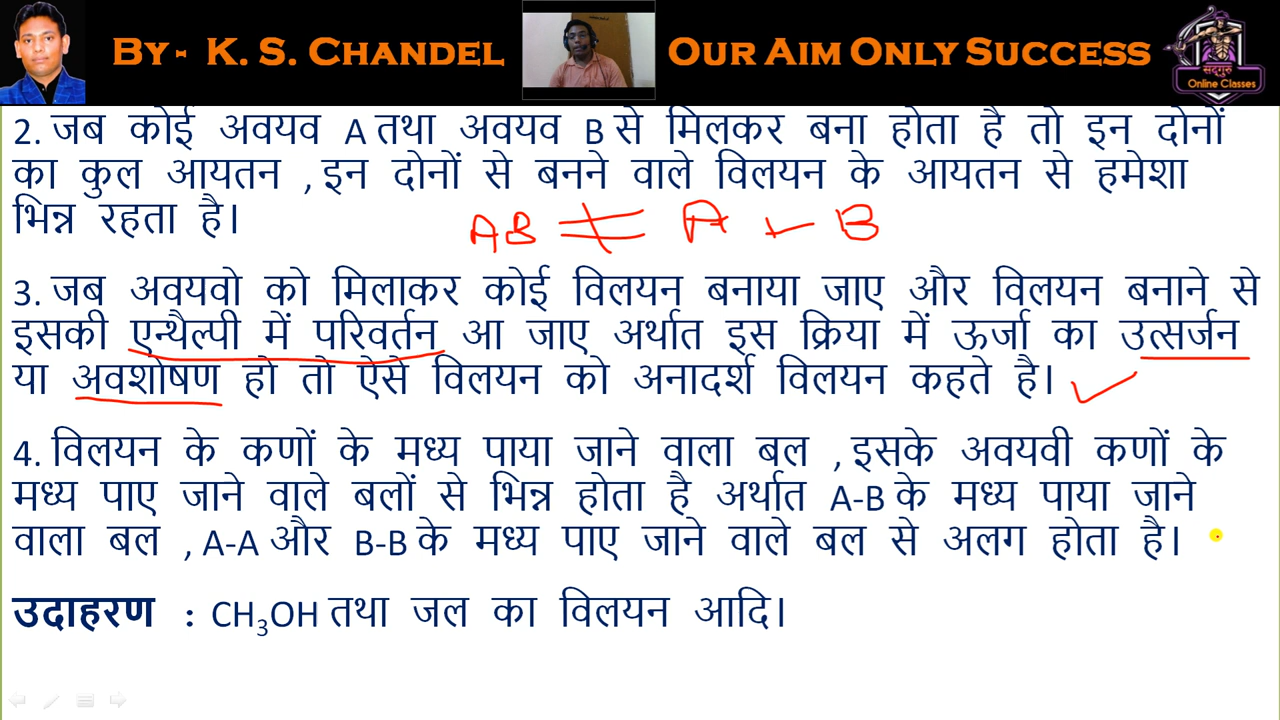 BY - K. S. CHANDEL
OUR AIM ONLY SUCCESS
सद्गुरु
Online Classes
2. जब कोई अवयव A तथा अवयव B से मिलकर बना होता है तो इन दोनों
का कुल आयतन , इन दोनों से बनने वाले विलयन के आयतन से हमेशा
भिन्न रहता है।
AB ≠ A + B
3. जब अवयवो को मिलाकर कोई विलयन बनाया जाए और विलयन बनाने से
इसकी एन्थैल्पी में परिवर्तन आ जाए अर्थात इस क्रिया में ऊर्जा का उत्सर्जन
या अवशोषण हो तो ऐसे विलयन को अनादर्श विलयन कहते है।
4. विलयन के कणों के मध्य पाया जाने वाला बल , इसके अवयवी कणों के
मध्य पाए जाने वाले बलों से भिन्न होता है अर्थात A-B के मध्य पाया जाने
वाला बल , A-A और B-B के मध्य पाए जाने वाले बल से अलग होता है।
उदाहरण : CH₃OH तथा जल का विलयन आदि।